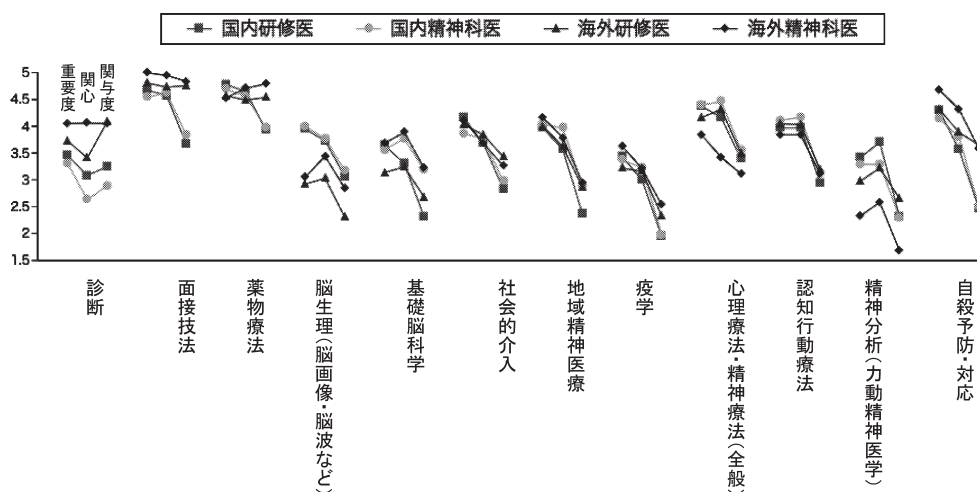 国内研修医 国内精神科医 海外研修医 海外精神科医
5
4.5
4
3.5
3
2.5
2
1.5
重要度
関心
関与度
診断
面接技法
薬物療法
脳生理(脳画像・脳波など)
基礎脳科学
社会的介入
地域精神医療
疫学
心理療法・精神療法(全般)
認知行動療法
精神分析(力動精神医学)
自殺予防・対応